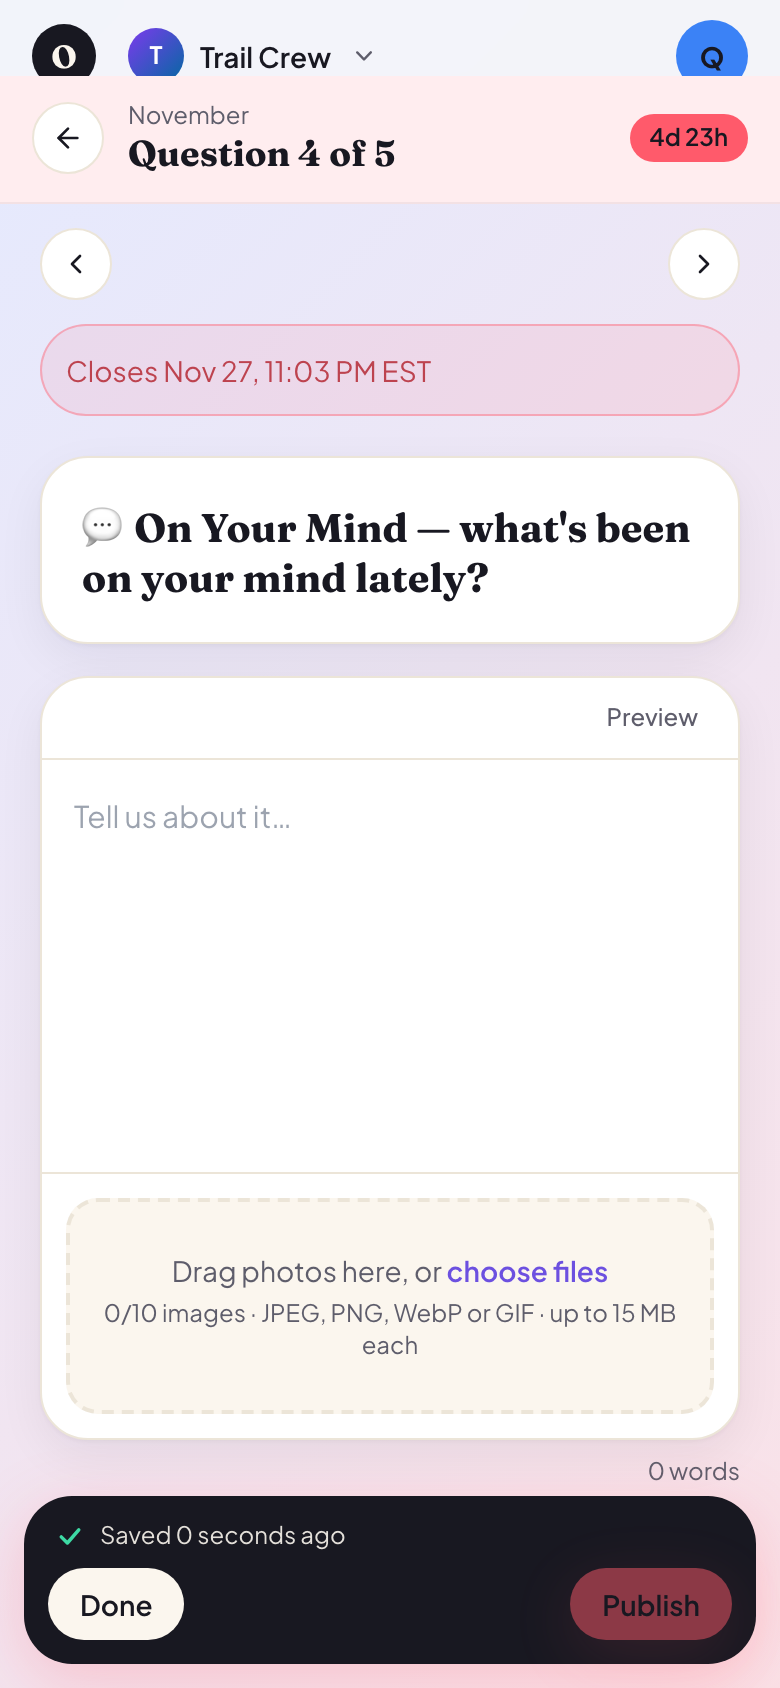 O
T
Trail Crew
Q
November
Question 4 of 5
4d 23h
Closes Nov 27, 11:03 PM EST
💬 On Your Mind — what's been
on your mind lately?
Preview
Tell us about it...
Drag photos here, or choose files
0/10 images · JPEG, PNG, WebP or GIF · up to 15 MB
each
0 words
Saved 0 seconds ago
Done
Publish